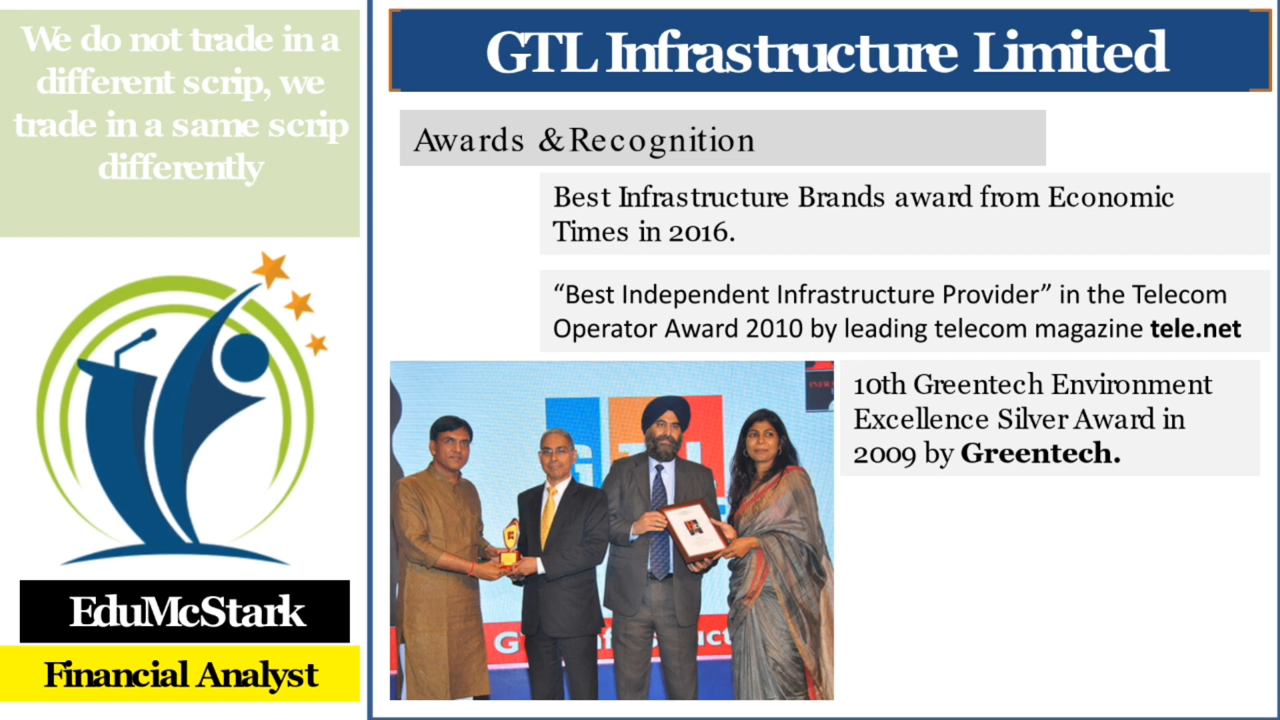 We do not trade in a
different scrip, we
trade in a same scrip
differently
EduMcStark
Financial Analyst
GTL Infrastructure Limited
Awards & Recognition
Best Infrastructure Brands award from Economic
Times in 2016.
“Best Independent Infrastructure Provider” in the Telecom
Operator Award 2010 by leading telecom magazine tele.net
10th Greentech Environment
Excellence Silver Award in
2009 by Greentech.